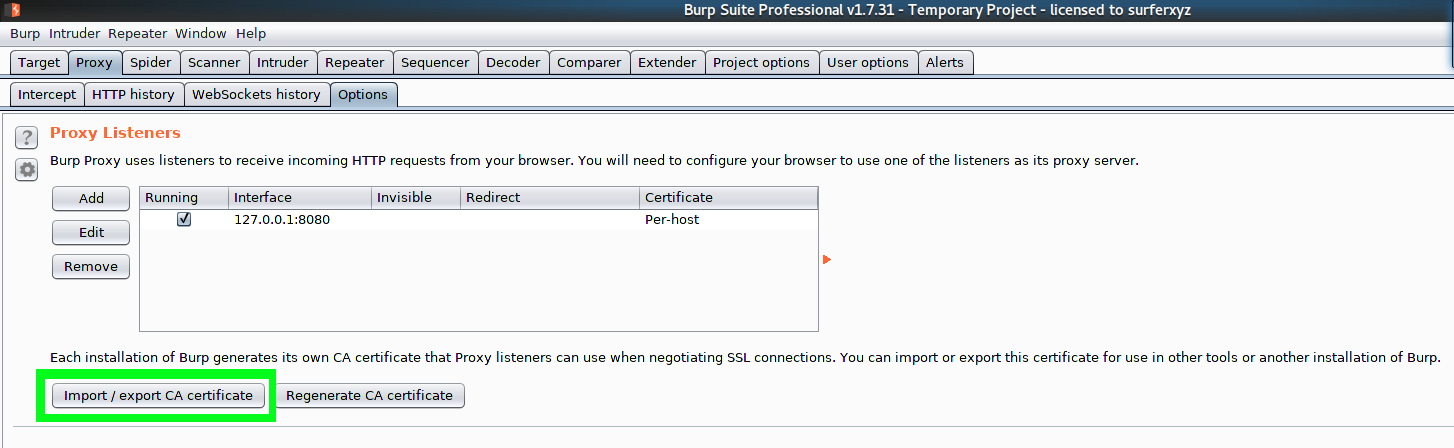 Burp Suite Professional v1.7.31 - Temporary Project - licensed to surferxyz
Burp Intruder Repeater Window Help
Target Proxy Spider Scanner Intruder Repeater Sequencer Decoder Comparer Extender Project options User options Alerts
Intercept HTTP history WebSockets history Options
? Proxy Listeners
Burp Proxy uses listeners to receive incoming HTTP requests from your browser. You will need to configure your browser to use one of the listeners as its proxy server.
Add Running Interface Invisible Redirect Certificate
127.0.0.1:8080 Per-host
Edit
Remove
Each installation of Burp generates its own CA certificate that Proxy listeners can use when negotiating SSL connections. You can import or export this certificate for use in other tools or another installation of Burp.
Import / export CA certificate Regenerate CA certificate